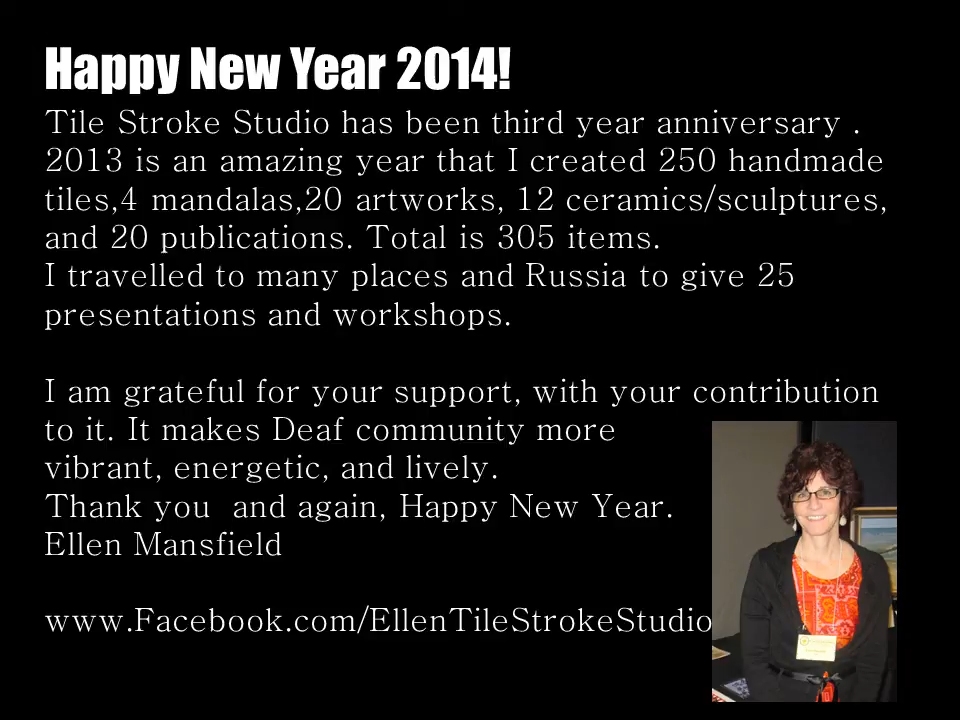 Happy New Year 2014!
Tile Stroke Studio has been third year anniversary .
2013 is an amazing year that I created 250 handmade
tiles,4 mandalas,20 artworks, 12 ceramics/sculptures,
and 20 publications. Total is 305 items.
I travelled to many places and Russia to give 25
presentations and workshops.
I am grateful for your support, with your contribution
to it. It makes Deaf community more
vibrant, energetic, and lively.
Thank you  and again, Happy New Year.
Ellen Mansfield
www.Facebook.com/EllenTileStrokeStudio